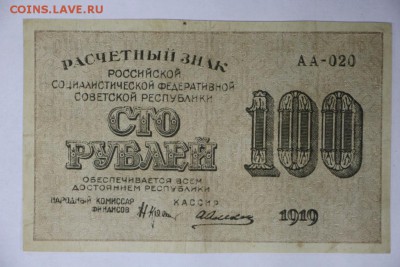 COINS.LAVE.RU
РАСЧЕТНЫЙ ЗНАК
РОССИЙСКОЙ
СОЦИАЛИСТИЧЕСКОЙ ФЕДЕРАТИВНОЙ
СОВЕТСКОЙ РЕСПУБЛИКИ
АА-020
СТО
РУБЛЕЙ
100
ОБЕСПЕЧИВАЕТСЯ ВСЕМ
ДОСТОЯНИЕМ РЕСПУБЛИКИ
НАРОДНЫЙ КОМИССАР
ФИНАНСОВ
КАССИР
1919